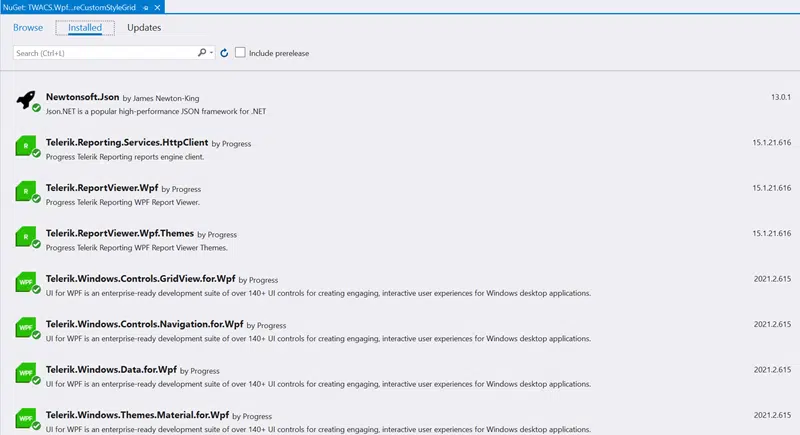 NuGet: TWACS.Wpf...reCustomStyleGrid
Browse Installed Updates
Search (Ctrl+L) Include prerelease
Newtonsoft.Json by James Newton-King 13.0.1
Json.NET is a popular high-performance JSON framework for .NET
R Telerik.Reporting.Services.HttpClient by Progress 15.1.21.616
Progress Telerik Reporting reports engine client.
R Telerik.ReportViewer.Wpf by Progress 15.1.21.616
Progress Telerik Reporting WPF Report Viewer.
R Telerik.ReportViewer.Wpf.Themes by Progress 15.1.21.616
Progress Telerik Reporting WPF Report Viewer Themes.
WPF Telerik.Windows.Controls.GridView.for.Wpf by Progress 2021.2.615
UI for WPF is an enterprise-ready development suite of over 140+ UI controls for creating engaging, interactive user experiences for Windows desktop applications.
WPF Telerik.Windows.Controls.Navigation.for.Wpf by Progress 2021.2.615
UI for WPF is an enterprise-ready development suite of over 140+ UI controls for creating engaging, interactive user experiences for Windows desktop applications.
WPF Telerik.Windows.Data.for.Wpf by Progress 2021.2.615
UI for WPF is an enterprise-ready development suite of over 140+ UI controls for creating engaging, interactive user experiences for Windows desktop applications.
WPF Telerik.Windows.Themes.Material.for.Wpf by Progress 2021.2.615
UI for WPF is an enterprise-ready development suite of over 140+ UI controls for creating engaging, interactive user experiences for Windows desktop applications.